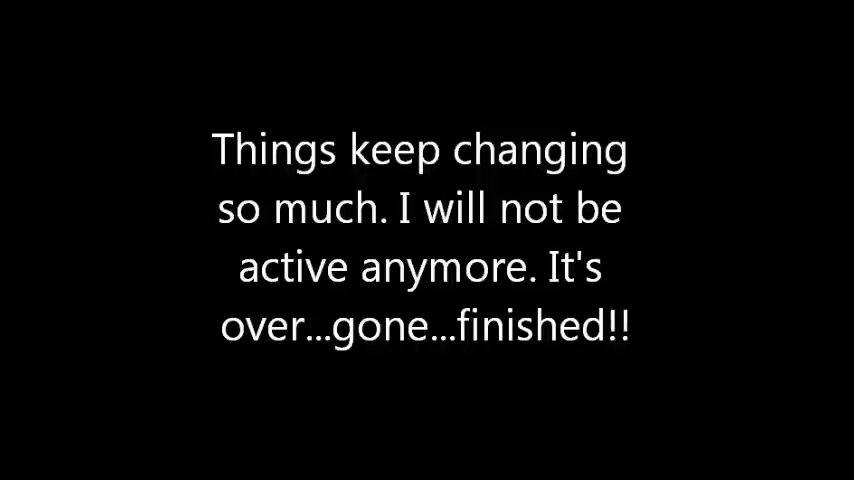 Things keep changing
so much. I will not be
active anymore. It's
over...gone...finished!!